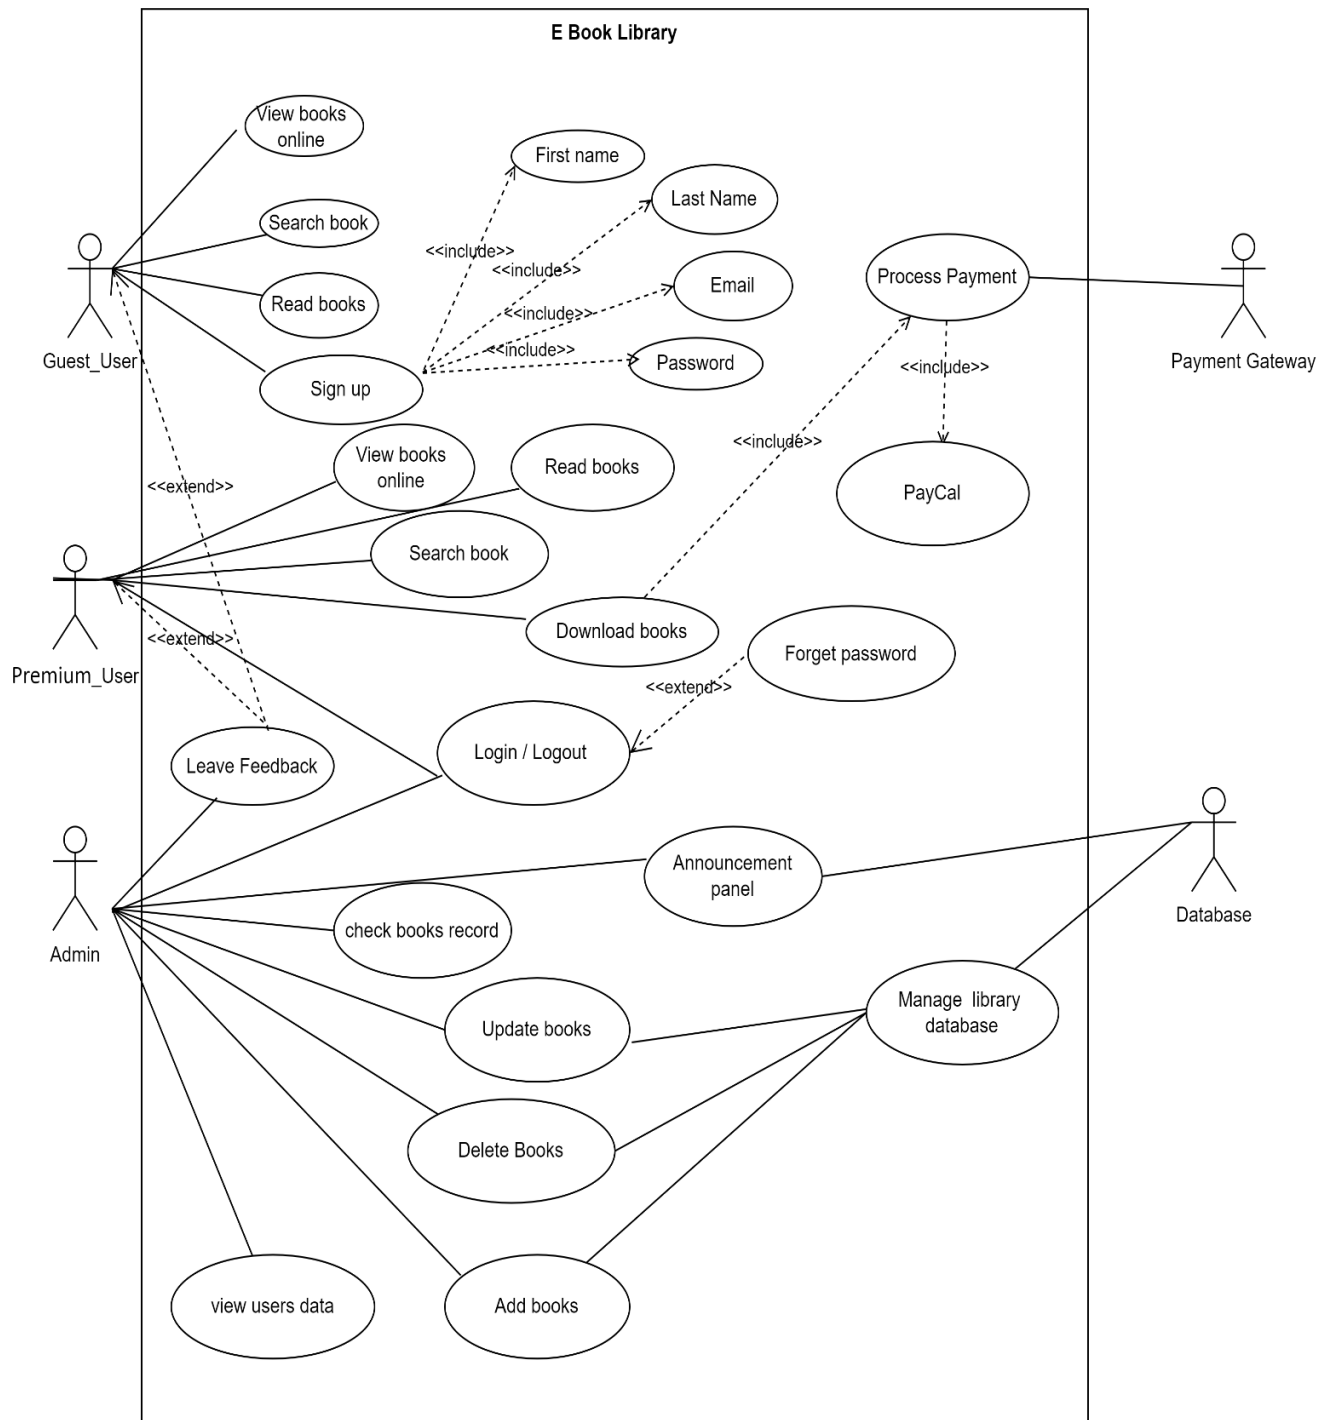 E Book Library
View books
online
First name
Last Name
Search book
<<include>>
<<include>>
Process Payment
Email
Read books
<<include>>
<<include>>
Password
Guest_User
Payment Gateway
<<include>>
Sign up
<<include>>
View books
online
Read books
<<extend>>
PayCal
Search book
Download books
<<extend>>
Forget password
Premium_User
<<extend>>
Login / Logout
Leave Feedback
Announcement
panel
Database
check books record
Admin
Manage library
database
Update books
Delete Books
view users data
Add books